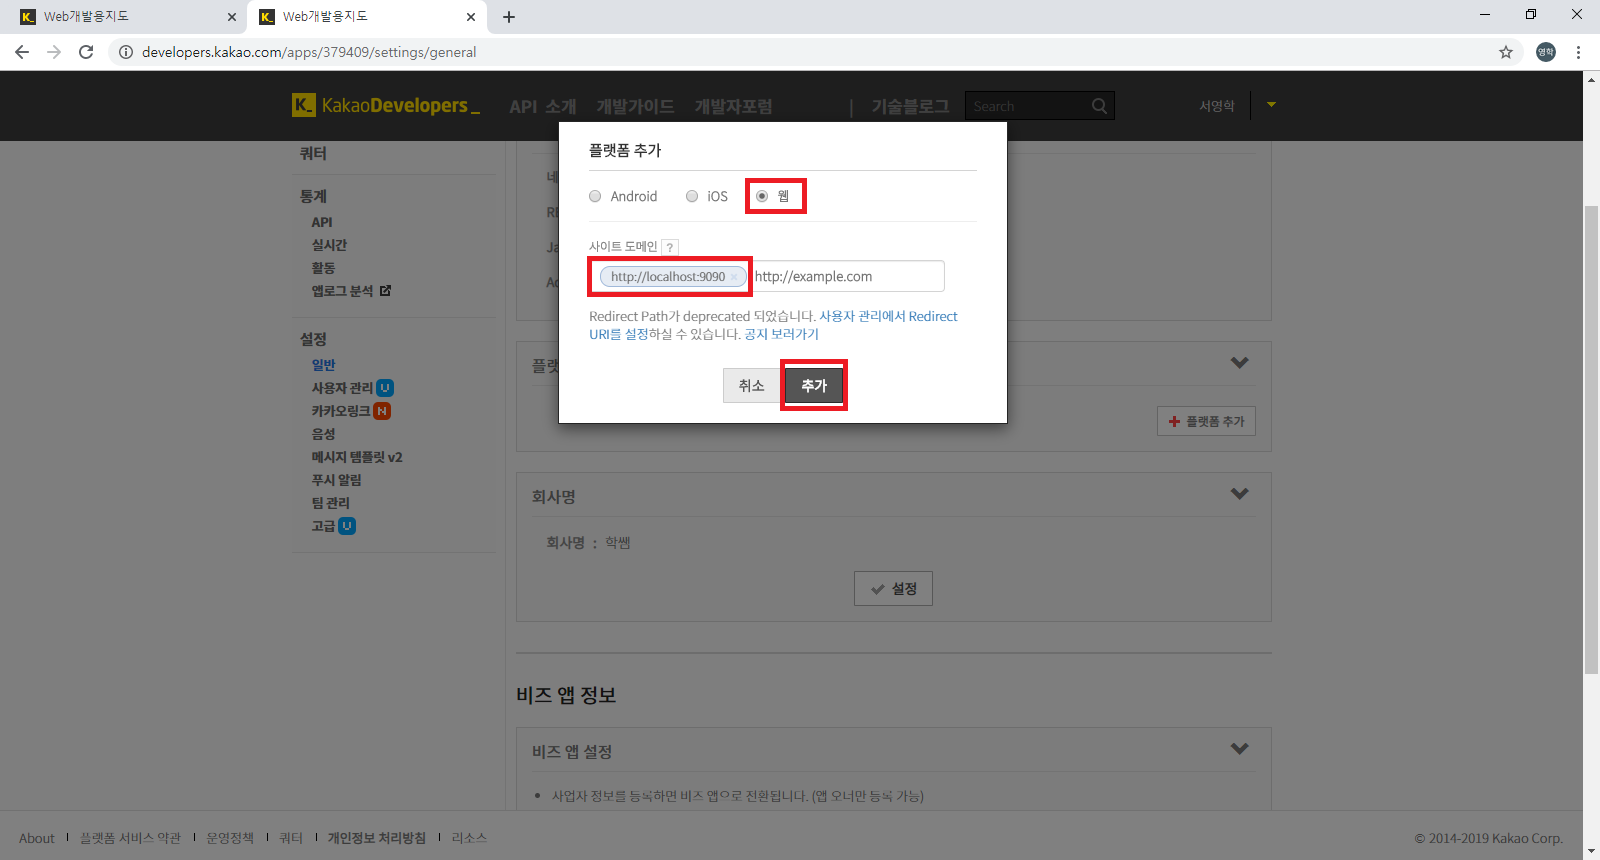 Web개발용지도
Web개발용지도
developers.kakao.com/apps/379409/settings/general
영학
K_ KakaoDevelopers_
API 소개
개발가이드
개발자포럼
|
기술블로그
Search
서영학
쿼터
통계
API
실시간
활동
앱로그 분석
설정
일반
사용자 관리 U
카카오링크 N
음성
메시지 템플릿 v2
푸시 알림
팀 관리
고급 U
플랫폼 추가
Android
iOS
웹
사이트 도메인 ?
http://localhost:9090 ×
http://example.com
Redirect Path가 deprecated 되었습니다. 사용자 관리에서 Redirect
URI를 설정하실 수 있습니다. 공지 보러가기
취소
추가
네
Ja
플랫
플랫폼 추가
회사명
회사명 : 학쌤
설정
비즈 앱 정보
비즈 앱 설정
사업자 정보를 등록하면 비즈 앱으로 전환됩니다. (앱 오너만 등록 가능)
About
플랫폼 서비스 약관
운영정책
쿼터
개인정보 처리방침
리소스
© 2014-2019 Kakao Corp.